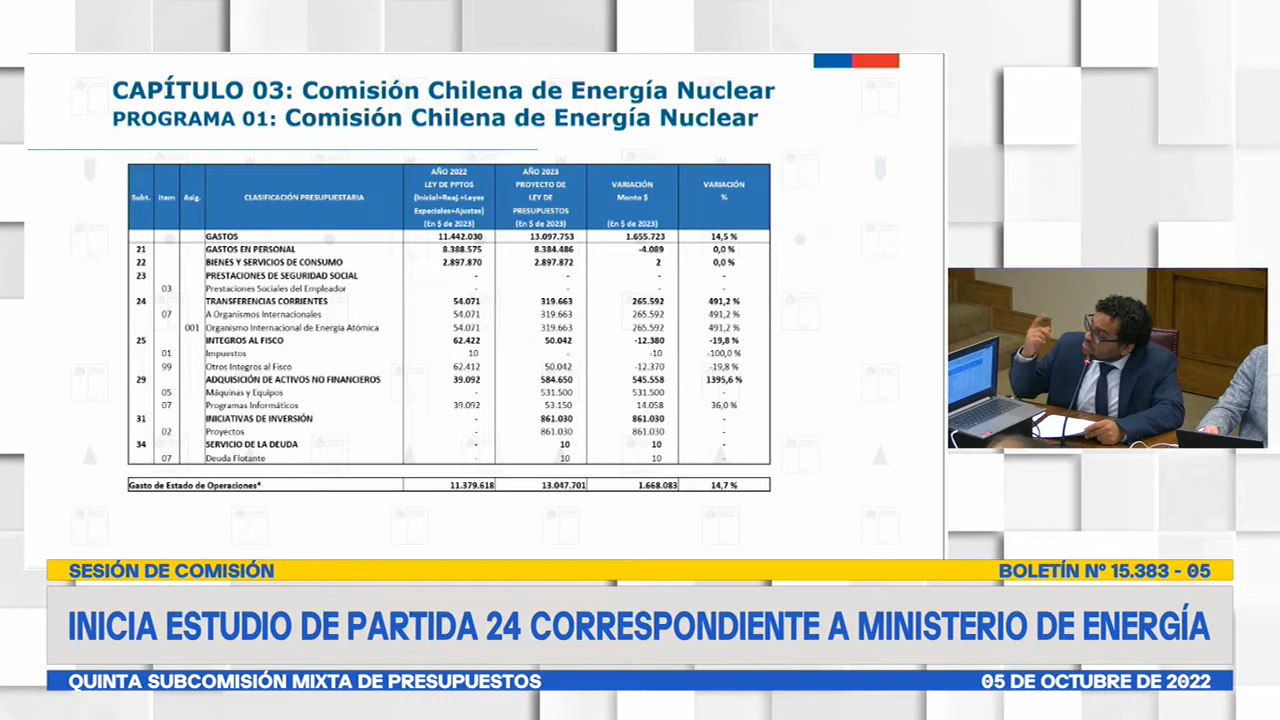 CAPÍTULO 03: Comisión Chilena de Energía Nuclear
PROGRAMA 01: Comisión Chilena de Energía Nuclear
Subt. Item Asig. CLASIFICACIÓN PRESUPUESTARIA AÑO 2022 LEY DE PPTOS (Inicial+Reaj.+Leyes Especiales+Ajustes) (En $ de 2023) AÑO 2023 PROYECTO DE LEY DE PRESUPUESTOS (En $ de 2023) VARIACIÓN Monto $ (En $ de 2023) VARIACIÓN %
GASTOS 11.442.030 13.097.753 1.655.723 14,5 %
21 GASTOS EN PERSONAL 8.388.575 8.384.486 -4.089 0,0 %
22 BIENES Y SERVICIOS DE CONSUMO 2.897.870 2.897.872 2 0,0 %
23 PRESTACIONES DE SEGURIDAD SOCIAL - - - -
03 Prestaciones Sociales del Empleador - - - -
24 TRANSFERENCIAS CORRIENTES 54.071 319.663 265.592 491,2 %
07 A Organismos Internacionales 54.071 319.663 265.592 491,2 %
001 Organismo Internacional de Energía Atómica 54.071 319.663 265.592 491,2 %
25 INTEGROS AL FISCO 62.422 50.042 -12.380 -19,8 %
01 Impuestos 10 - -10 -100,0 %
99 Otros Integros al Fisco 62.412 50.042 -12.370 -19,8 %
29 ADQUISICIÓN DE ACTIVOS NO FINANCIEROS 39.092 584.650 545.558 1395,6 %
05 Máquinas y Equipos - 531.500 531.500 -
07 Programas Informáticos 39.092 53.150 14.058 36,0 %
31 INICIATIVAS DE INVERSIÓN - 861.030 861.030 -
02 Proyectos - 861.030 861.030 -
34 SERVICIO DE LA DEUDA - 10 10 -
07 Deuda Flotante - 10 10 -
Gasto de Estado de Operaciones* 11.379.618 13.047.701 1.668.083 14,7 %
SESIÓN DE COMISIÓN BOLETÍN N° 15.383 - 05
INICIA ESTUDIO DE PARTIDA 24 CORRESPONDIENTE A MINISTERIO DE ENERGÍA
QUINTA SUBCOMISIÓN MIXTA DE PRESUPUESTOS 05 DE OCTUBRE DE 2022